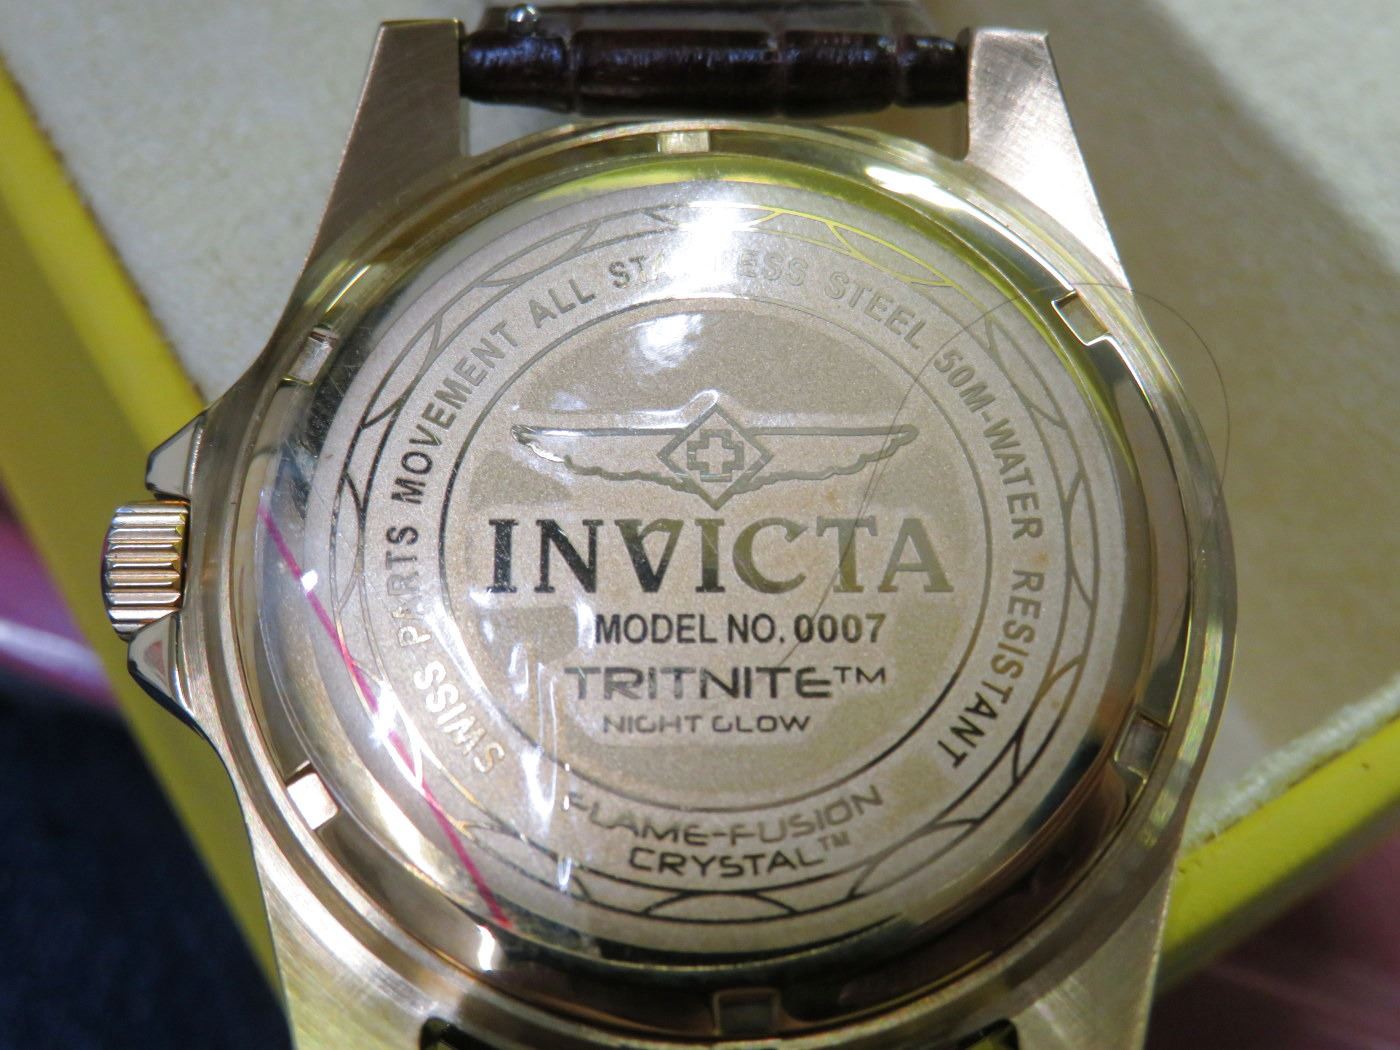 SWISS PARTS MOVEMENT ALL STAINLESS STEEL 50M-WATER RESISTANT
INVICTA
MODEL NO. 0007
TRITNITE™
NIGHT GLOW
FLAME-FUSION
CRYSTAL™